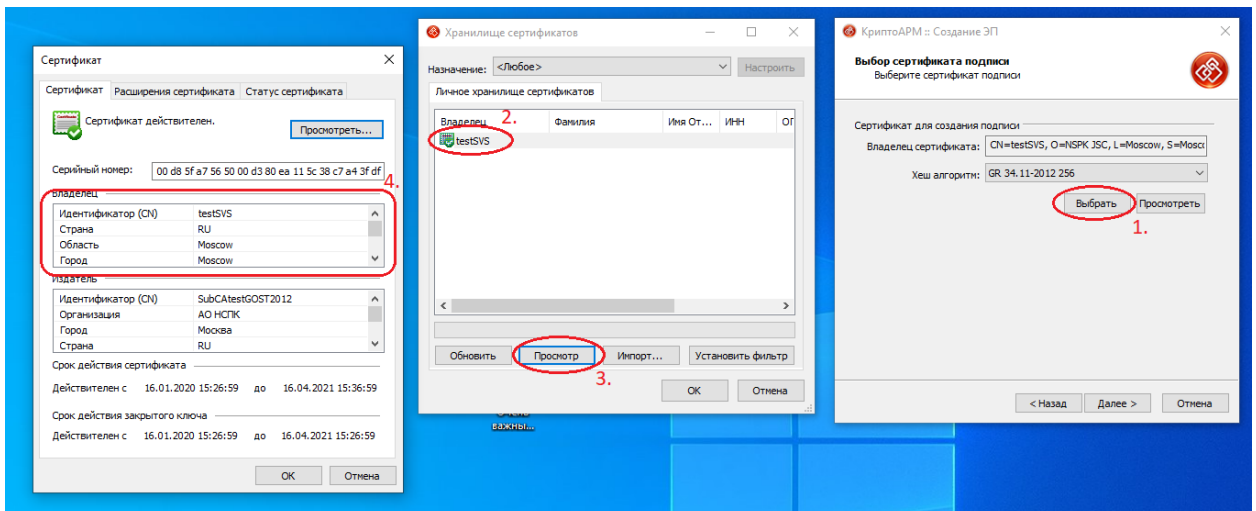 Сертификат
Сертификат Расширения сертификата Статус сертификата
Сертификат действителен.
Просмотреть...
Серийный номер: 00 d8 5f a7 56 50 00 d3 80 ea 11 5c 38 c7 a4 3f df
4.
Владелец
Идентификатор (CN) testSVS
Страна RU
Область Moscow
Город Moscow
Издатель
Идентификатор (CN) SubCAtestGOST2012
Организация АО НСПК
Город Москва
Страна RU
Срок действия сертификата
Действителен с 16.01.2020 15:26:59 до 16.04.2021 15:36:59
Срок действия закрытого ключа
Действителен с 16.01.2020 15:26:59 до 16.04.2021 15:26:59
OK Отмена
Хранилище сертификатов
Назначение: <Любое> Настроить
Личное хранилище сертификатов
Владелец 2. Фамилия Имя От... ИНН ОГ
testSVS
Обновить Просмотр Импорт... Установить фильтр
3.
OK Отмена
важны...
КриптоАРМ :: Создание ЭП
Выбор сертификата подписи
Выберите сертификат подписи
Сертификат для создания подписи
Владелец сертификата: CN=testSVS, O=NSPK JSC, L=Moscow, S=Mosco
Хеш алгоритм: GR 34.11-2012 256
Выбрать Просмотреть
1.
< Назад Далее > Отмена